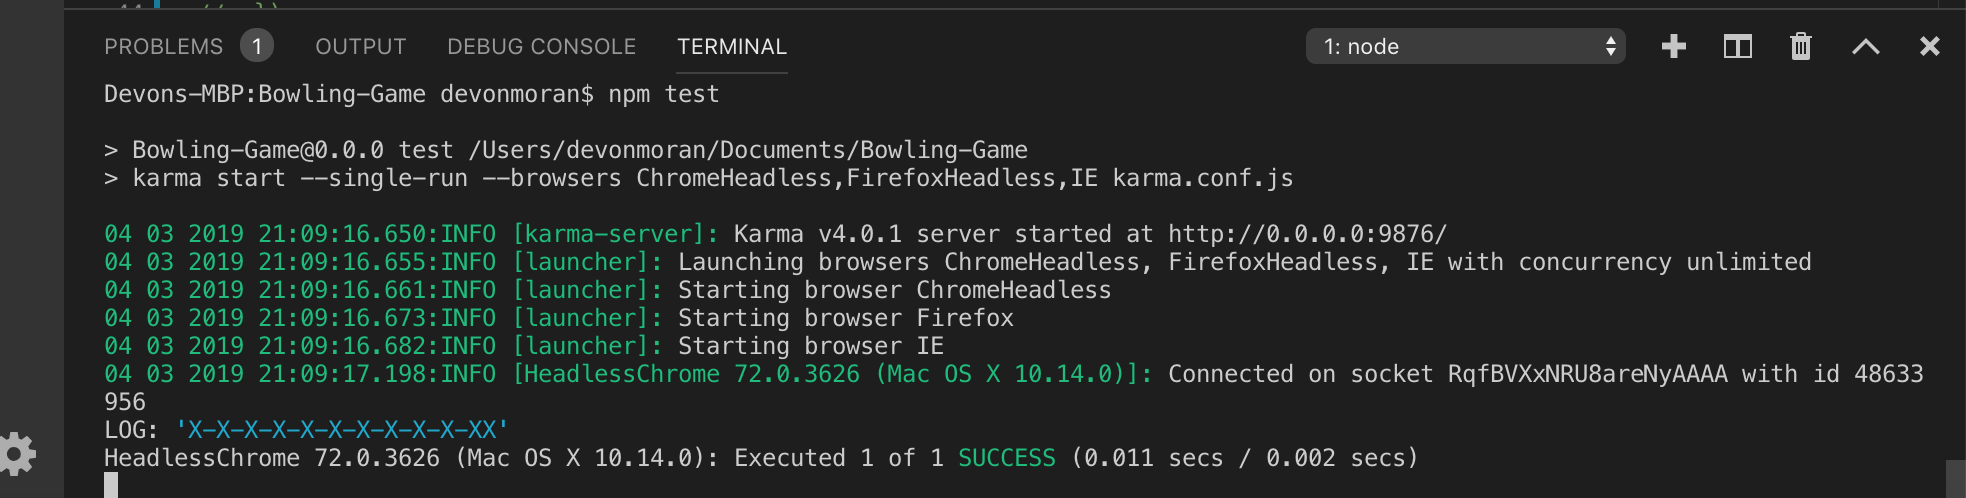 PROBLEMS 1 OUTPUT DEBUG CONSOLE TERMINAL 1: node
Devons-MBP:Bowling-Game devonmoran$ npm test
> Bowling-Game@0.0.0 test /Users/devonmoran/Documents/Bowling-Game
> karma start --single-run --browsers ChromeHeadless,FirefoxHeadless,IE karma.conf.js
04 03 2019 21:09:16.650:INFO [karma-server]: Karma v4.0.1 server started at http://0.0.0.0:9876/
04 03 2019 21:09:16.655:INFO [launcher]: Launching browsers ChromeHeadless, FirefoxHeadless, IE with concurrency unlimited
04 03 2019 21:09:16.661:INFO [launcher]: Starting browser ChromeHeadless
04 03 2019 21:09:16.673:INFO [launcher]: Starting browser Firefox
04 03 2019 21:09:16.682:INFO [launcher]: Starting browser IE
04 03 2019 21:09:17.198:INFO [HeadlessChrome 72.0.3626 (Mac OS X 10.14.0)]: Connected on socket RqfBVXxNRU8areNyAAAA with id 48633
956
LOG: 'X-X-X-X-X-X-X-X-X-X-XX'
HeadlessChrome 72.0.3626 (Mac OS X 10.14.0): Executed 1 of 1 SUCCESS (0.011 secs / 0.002 secs)